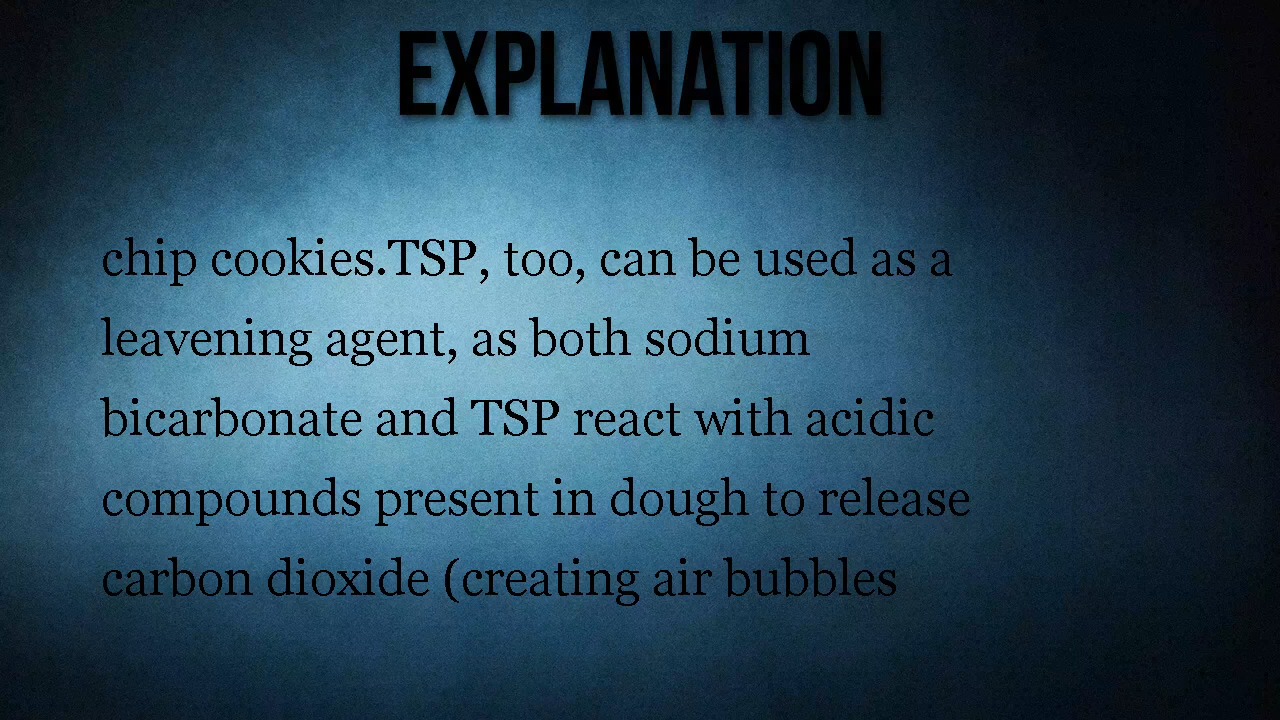 EXPLANATION
chip cookies.TSP, too, can be used as a
leavening agent, as both sodium
bicarbonate and TSP react with acidic
compounds present in dough to release
carbon dioxide (creating air bubbles